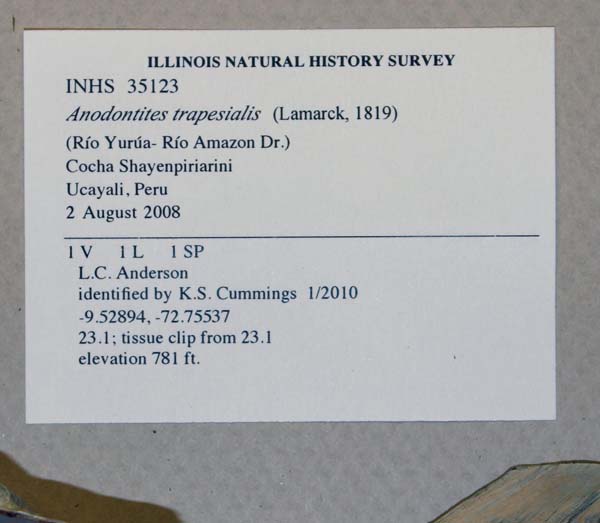 ILLINOIS NATURAL HISTORY SURVEY
INHS 35123
Anodontites trapesialis (Lamarck, 1819)
(Río Yurúa- Río Amazon Dr.)
Cocha Shayenpiriarini
Ucayali, Peru
2 August 2008
1 V 1 L 1 SP
L.C. Anderson
identified by K.S. Cummings 1/2010
-9.52894, -72.75537
23.1; tissue clip from 23.1
elevation 781 ft.